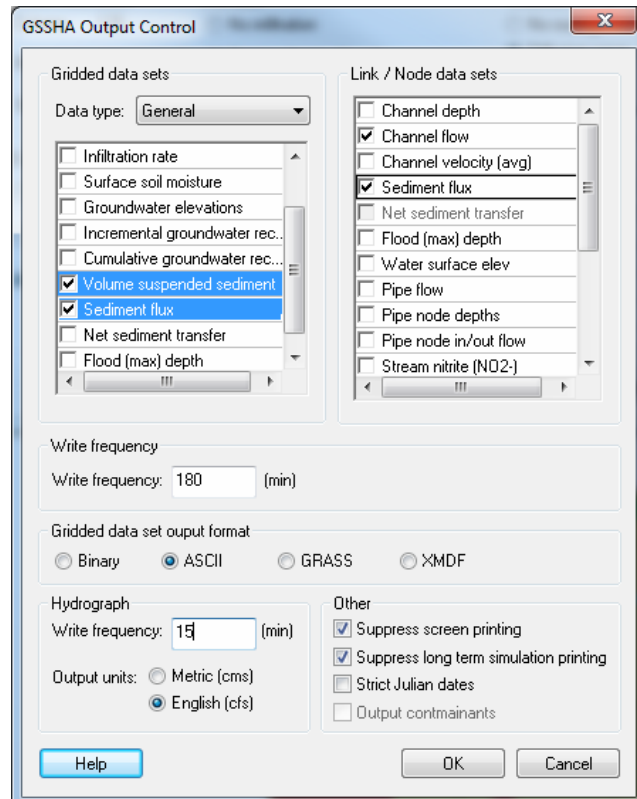 GSSHA Output Control
Gridded data sets
Data type: General
Infiltration rate
Surface soil moisture
Groundwater elevations
Incremental groundwater rec..
Cumulative groundwater rec...
Volume suspended sediment
Sediment flux
Net sediment transfer
Flood (max) depth
Link / Node data sets
Channel depth
Channel flow
Channel velocity (avg)
Sediment flux
Net sediment transfer
Flood (max) depth
Water surface elev
Pipe flow
Pipe node depths
Pipe node in/out flow
Stream nitrite (NO2-)
Write frequency
Write frequency: 180 (min)
Gridded data set ouput format
Binary ASCII GRASS XMDF
Hydrograph
Write frequency: 15 (min)
Output units: Metric (cms)
English (cfs)
Other
Suppress screen printing
Suppress long term simulation printing
Strict Julian dates
Output contmainants
Help OK Cancel